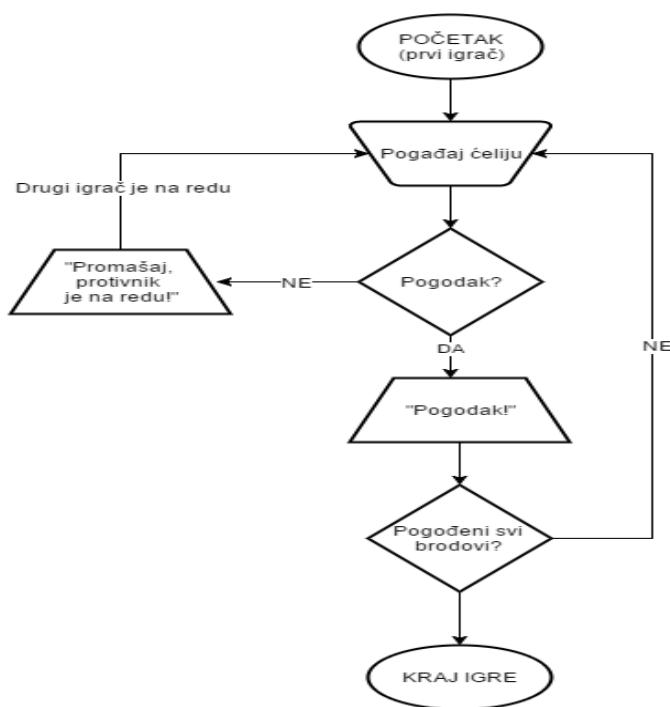 POČETAK
(prvi igrač)
Pogađaj ćeliju
Drugi igrač je na redu
"Promašaj,
protivnik
je na redu!"
NE
Pogodak?
DA
NE
"Pogodak!"
Pogođeni svi
brodovi?
KRAJ IGRE